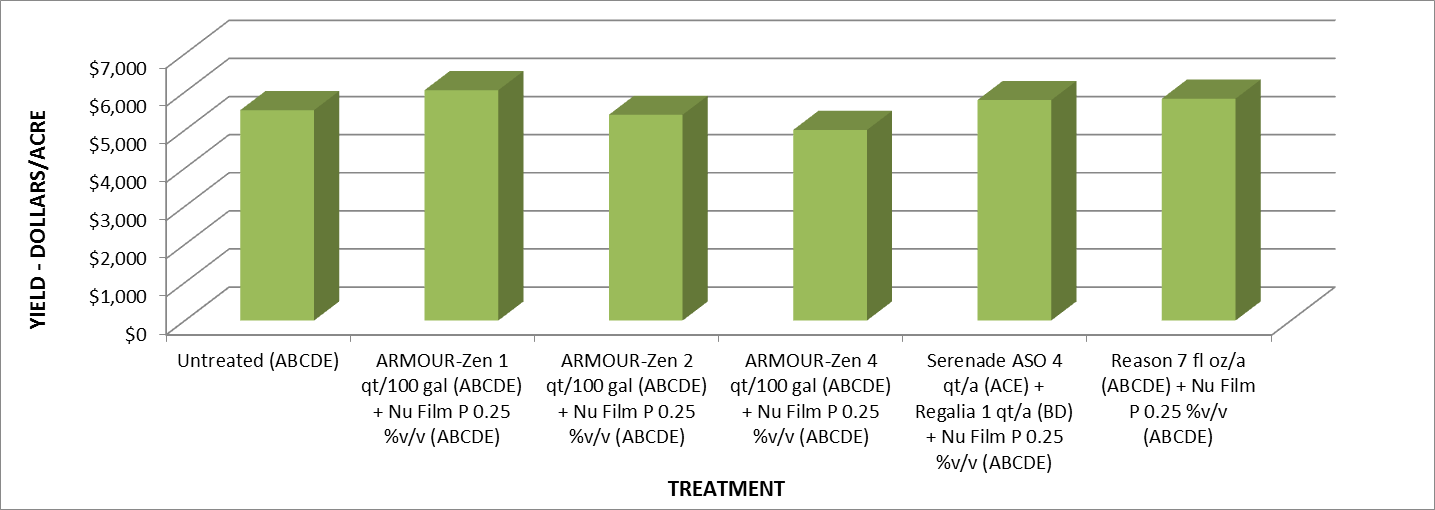 YIELD - DOLLARS/ACRE
$7,000
$6,000
$5,000
$4,000
$3,000
$2,000
$1,000
$0
Untreated (ABCDE)
ARMOUR-Zen 1
qt/100 gal (ABCDE)
+ Nu Film P 0.25
%v/v (ABCDE)
ARMOUR-Zen 2
qt/100 gal (ABCDE)
+ Nu Film P 0.25
%v/v (ABCDE)
ARMOUR-Zen 4
qt/100 gal (ABCDE)
+ Nu Film P 0.25
%v/v (ABCDE)
Serenade ASO 4
qt/a (ACE) +
Regalia 1 qt/a (BD)
+ Nu Film P 0.25
%v/v (ABCDE)
Reason 7 fl oz/a
(ABCDE) + Nu Film
P 0.25 %v/v
(ABCDE)
TREATMENT